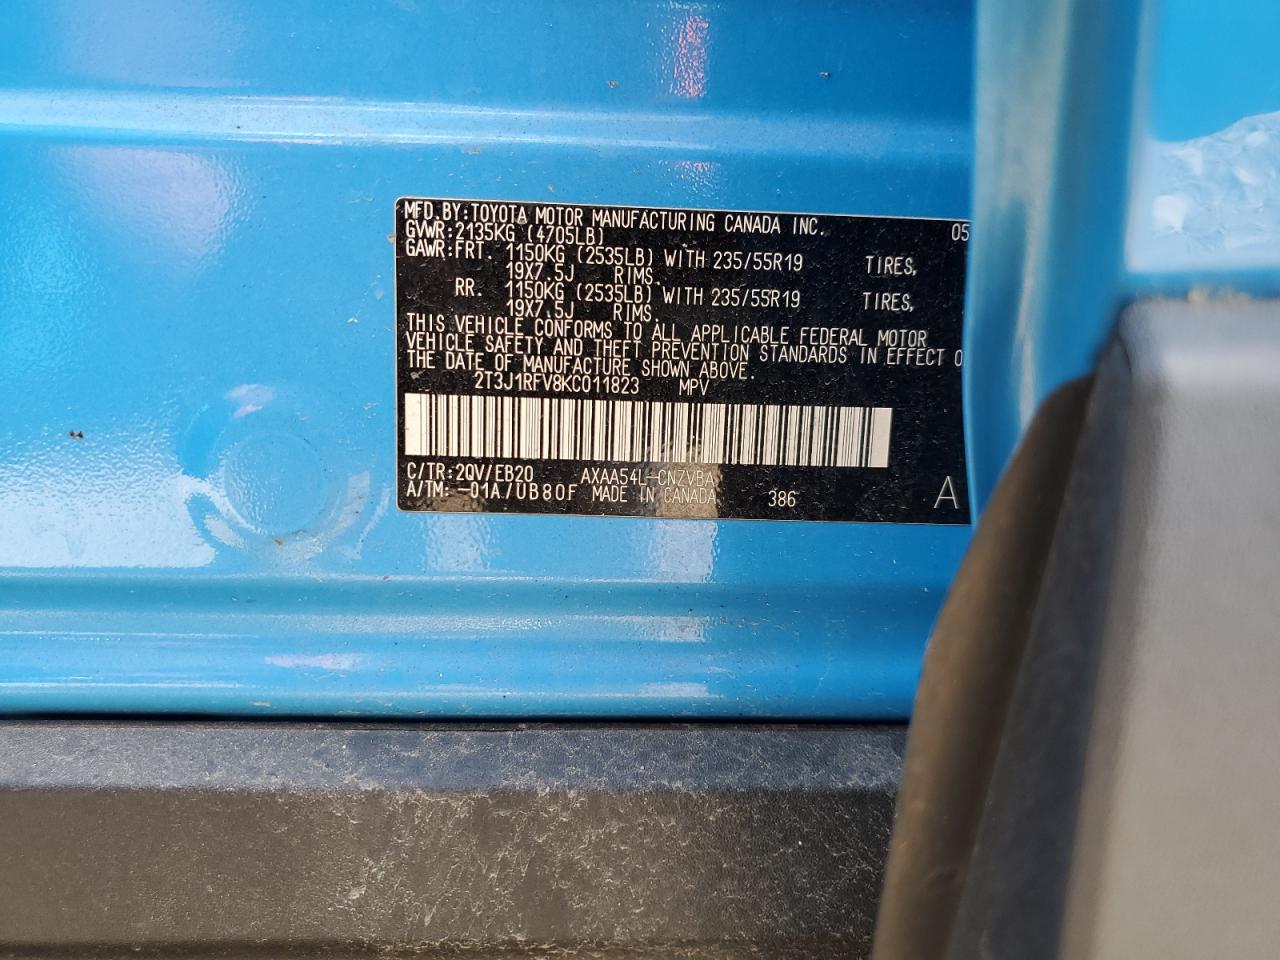 MFD.BY:TOYOTA MOTOR MANUFACTURING CANADA INC. 05
GVWR:2135KG (4705LB)
GAWR:FRT. 1150KG (2535LB) WITH 235/55R19 TIRES,
19X7.5J RIMS.
RR. 1150KG (2535LB) WITH 235/55R19 TIRES,
19X7.5J RIMS.
THIS VEHICLE CONFORMS TO ALL APPLICABLE FEDERAL MOTOR
VEHICLE SAFETY AND THEFT PREVENTION STANDARDS IN EFFECT O
THE DATE OF MANUFACTURE SHOWN ABOVE.
2T3J1RFV8KC011823 MPV
C/TR:2QV/EB20 AXAA54L-CNZVBA
A/TM: -01A/UB80F MADE IN CANADA 386 A